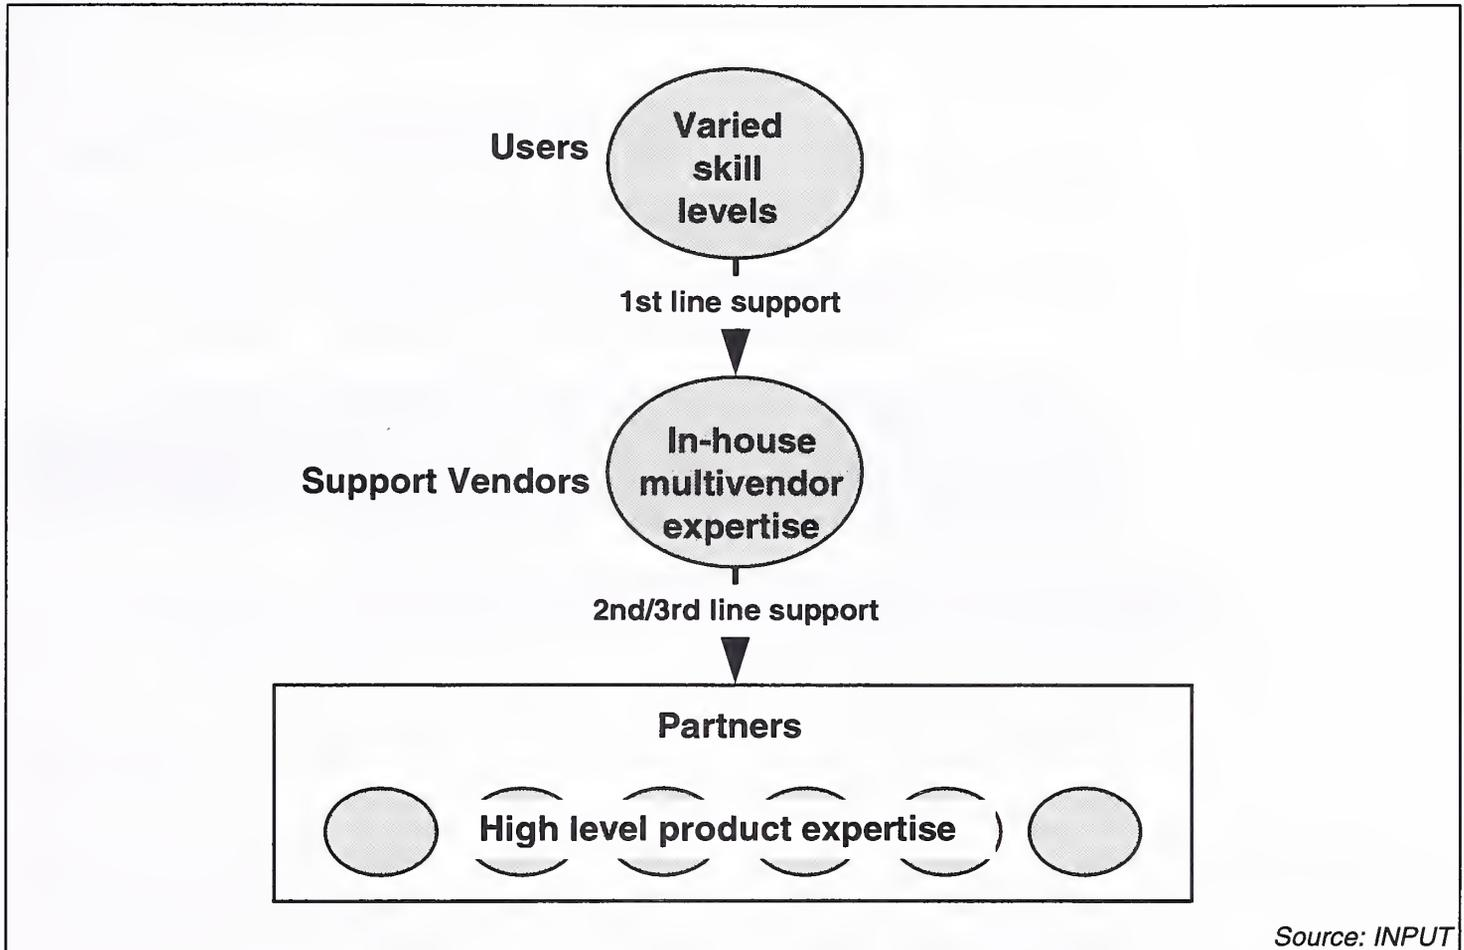 Users
Varied
skill
levels
1st line support
Support Vendors
In-house
multivendor
expertise
2nd/3rd line support
Partners
High level product expertise
Source: INPUT